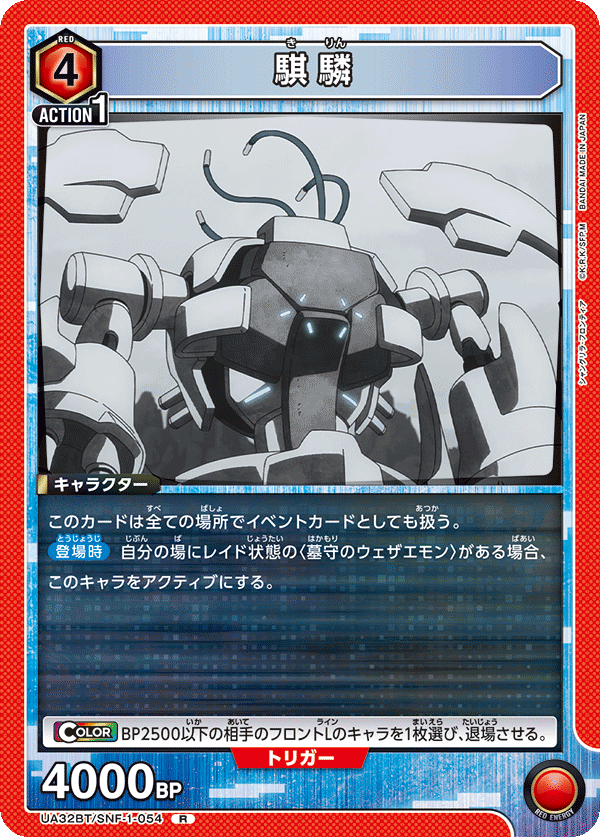 RED
4
ACTION 1
きりん
騏驎
©K,R,K/SFP,M BANDAI MADE IN JAPAN
シャングリラ・フロンティア
キャラクター
このカードは全ての場所でイベントカードとしても扱う。
登場時 自分の場にレイド状態の〈墓守のウェザエモン〉がある場合、
このキャラをアクティブにする。
COLOR BP2500以下の相手のフロントLのキャラを1枚選び、退場させる。
トリガー
4000BP
UA32BT/SNF-1-054 R
RED ENERGY